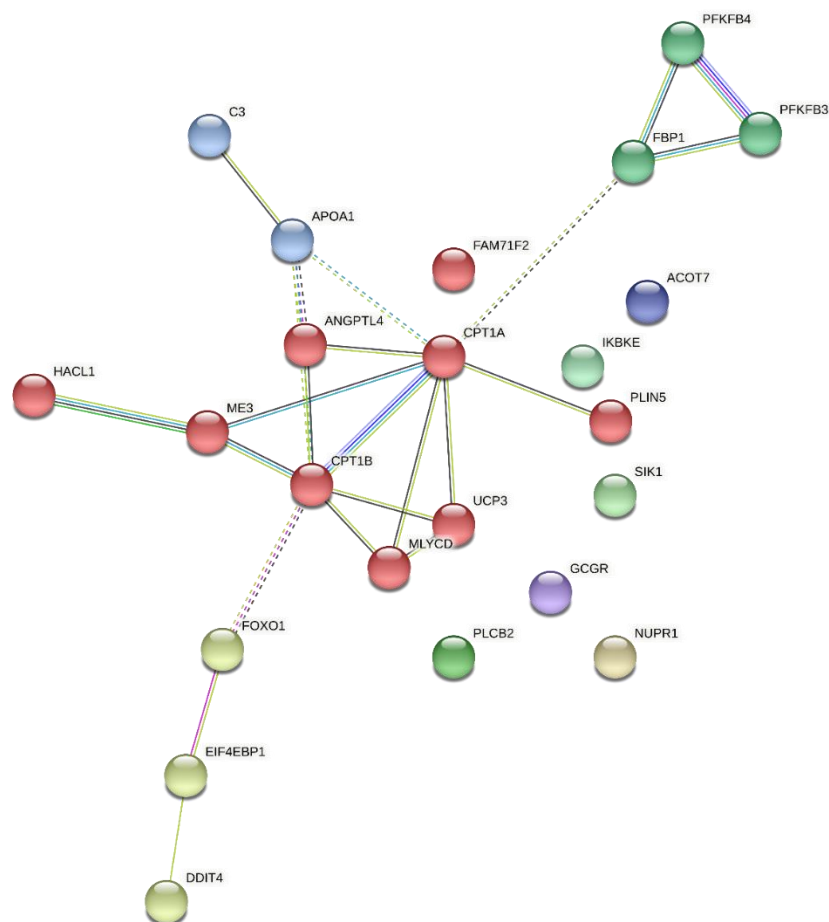 PFKFB4
C3
PFKFB3
FBP1
APOA1
FAM71F2
ACOT7
ANGPTL4
CPT1A
IKBKE
HACL1
PLIN5
ME3
CPT1B
SIK1
UCP3
MLYCD
GCGR
FOXO1
PLCB2
NUPR1
EIF4EBP1
DDIT4